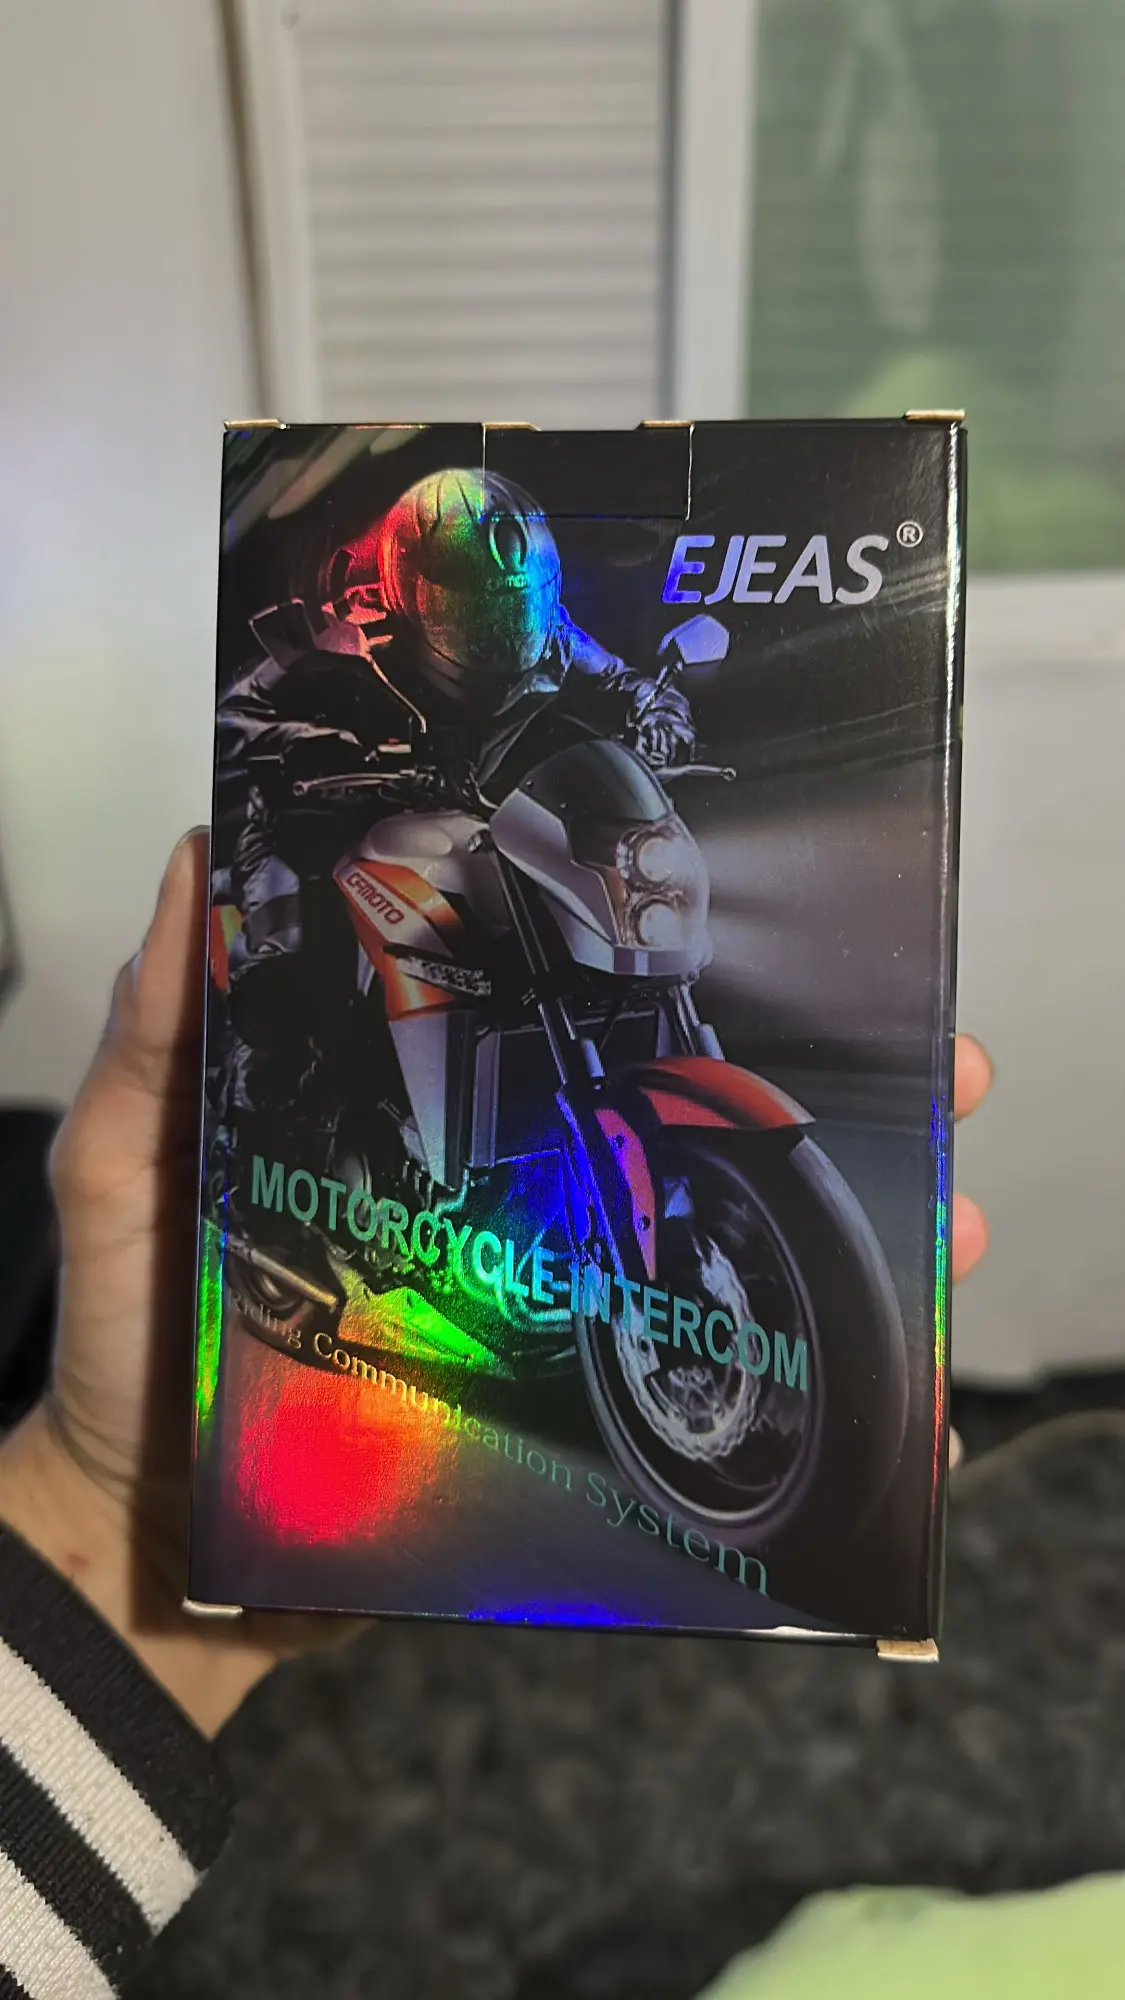 EJEAS®
CFMOTO
MOTORCYCLE INTERCOM
Riding Communication System